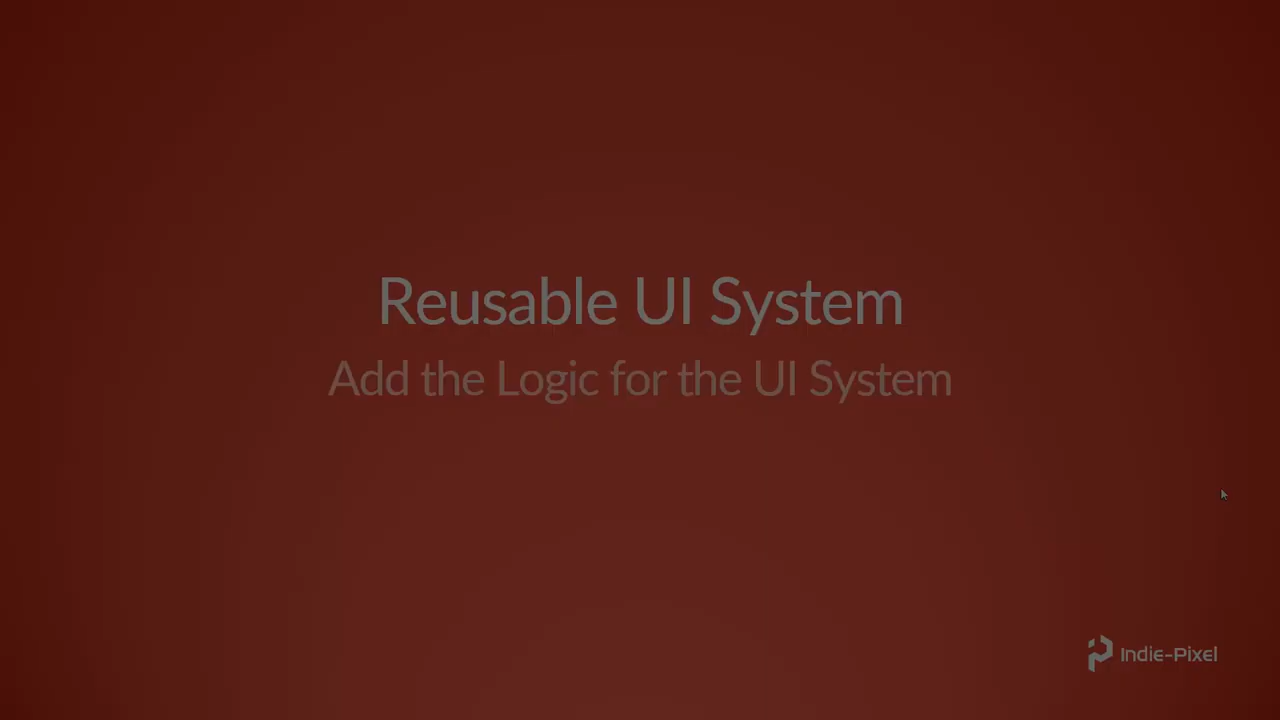 Reusable UI System
Add the Logic for the UI System
Indie-Pixel